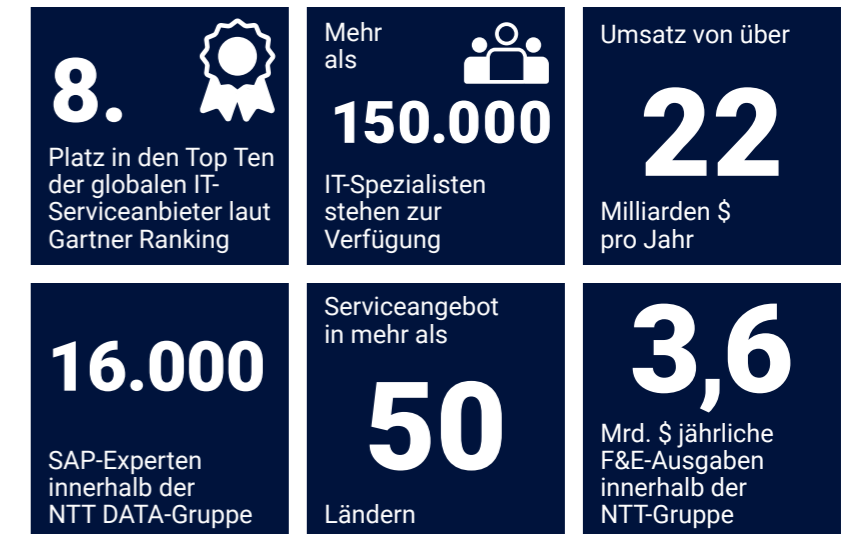 8.
Platz in den Top Ten
der globalen IT-
Serviceanbieter laut
Gartner Ranking
Mehr
als
150.000
IT-Spezialisten
stehen zur
Verfügung
Umsatz von über
22
Milliarden $
pro Jahr
16.000
SAP-Experten
innerhalb der
NTT DATA-Gruppe
Serviceangebot
in mehr als
50
Ländern
3,6
Mrd. $ jährliche
F&E-Ausgaben
innerhalb der
NTT-Gruppe